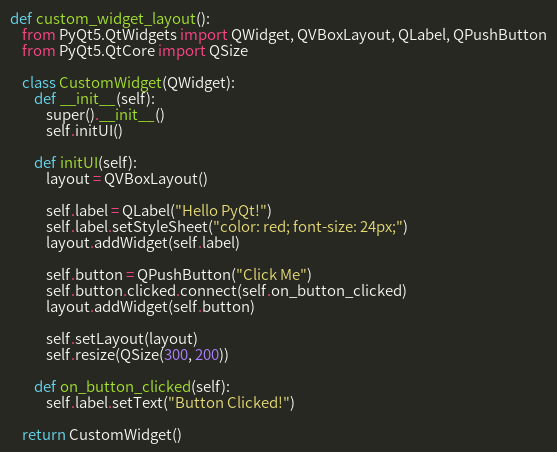 def custom_widget_layout():
    from PyQt5.QtWidgets import QWidget, QVBoxLayout, QLabel, QPushButton
    from PyQt5.QtCore import QSize

    class CustomWidget(QWidget):
        def __init__(self):
            super().__init__()
            self.initUI()

        def initUI(self):
            layout = QVBoxLayout()

            self.label = QLabel("Hello PyQt!")
            self.label.setStyleSheet("color: red; font-size: 24px;")
            layout.addWidget(self.label)

            self.button = QPushButton("Click Me")
            self.button.clicked.connect(self.on_button_clicked)
            layout.addWidget(self.button)

            self.setLayout(layout)
            self.resize(QSize(300, 200))

        def on_button_clicked(self):
            self.label.setText("Button Clicked!")

    return CustomWidget()